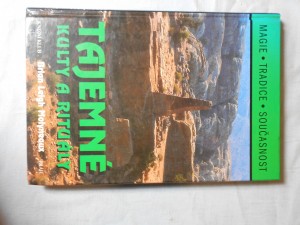 MAGIE • TRADICE • SOUČASNOST
TAJEMNÉ
KULTY A RITUÁLY